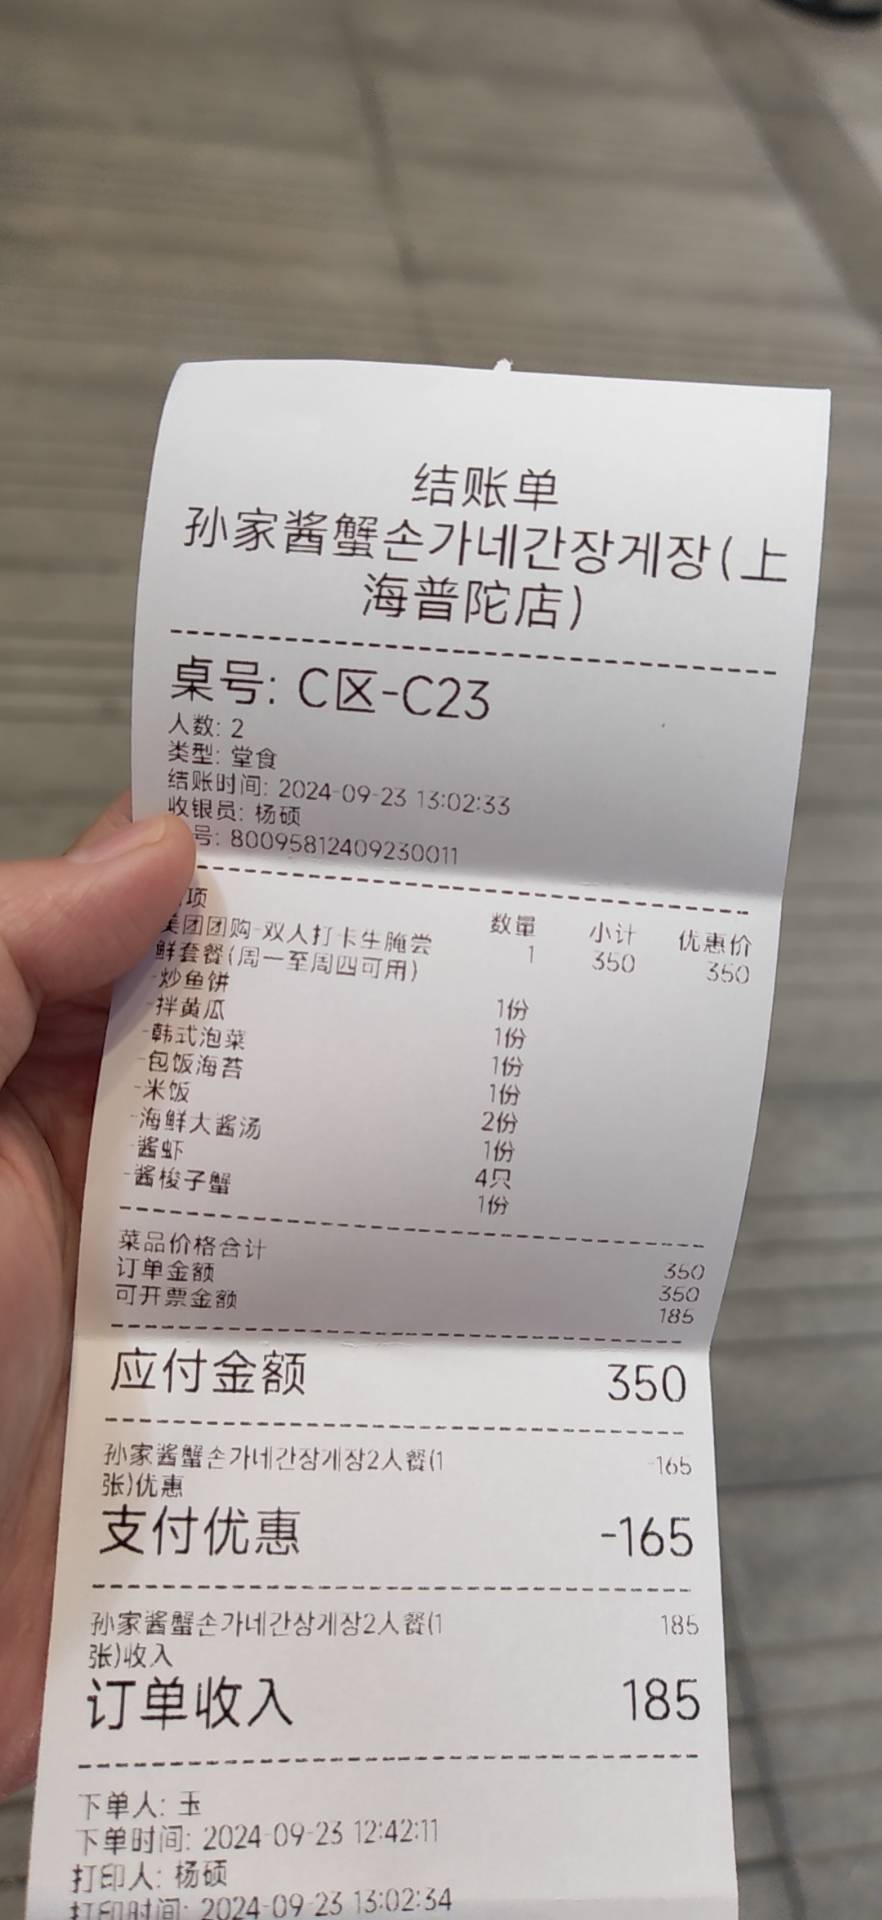 结账单
孙家酱蟹손가네간장게장(上
海普陀店)
桌号: C区-C23
人数: 2
类型: 堂食
结账时间: 2024-09-23 13:02:33
收银员: 杨硕
号: 80095812409230011
项 数量 小计 优惠价
美团团购-双人打卡生腌尝 1 350 350
鲜套餐(周一至周四可用)
-炒鱼饼 1份
-拌黄瓜 1份
-韩式泡菜 1份
-包饭海苔 1份
-米饭 2份
-海鲜大酱汤 1份
-酱虾 4只
-酱梭子蟹 1份
菜品价格合计 350
订单金额 350
可开票金额 185
应付金额 350
孙家酱蟹손가네간장게장2人餐(1 -165
张)优惠
支付优惠 -165
孙家酱蟹손가네간장게장2人餐(1 185
张)收入
订单收入 185
下单人: 玉
下单时间: 2024-09-23 12:42:11
打印人: 杨硕
打印时间: 2024-09-23 13:02:34